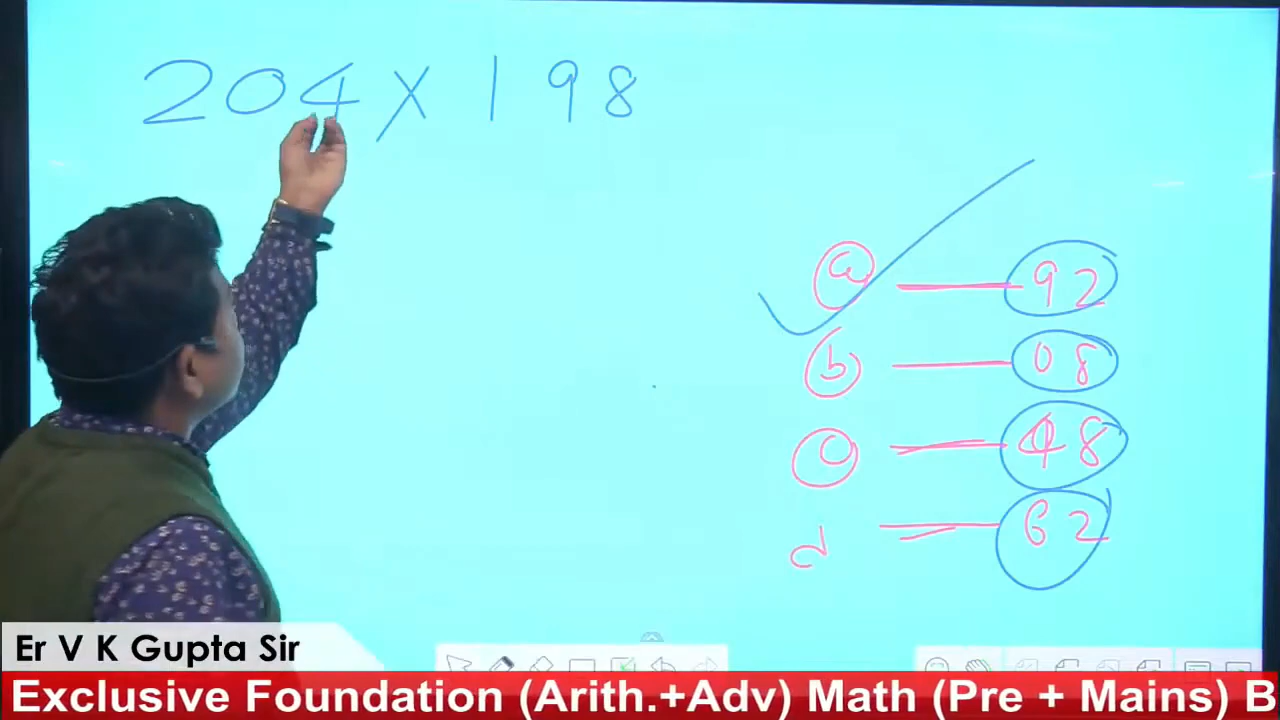 204 X 198
a — 92
b — 08
c — 48
d — 62
Er V K Gupta Sir
Exclusive Foundation (Arith.+Adv) Math (Pre + Mains) B